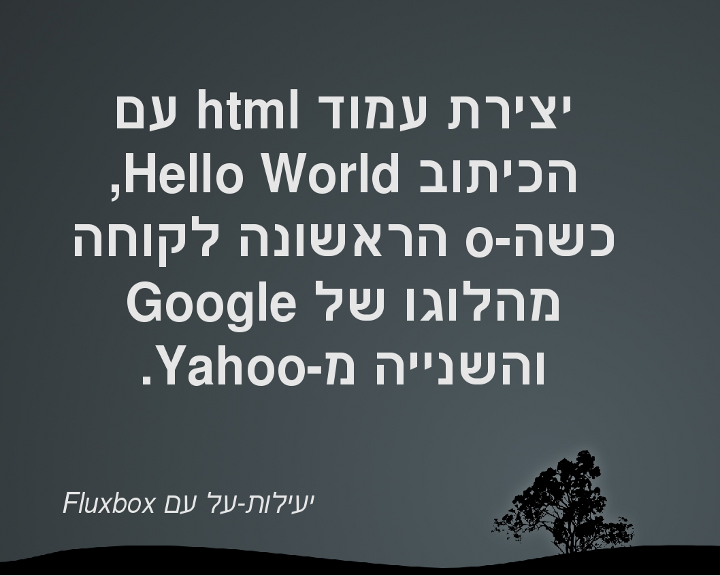 יצירת עמוד html עם
הכיתוב Hello World,
כשה-o הראשונה לקוחה
מהלוגו של Google
והשנייה מ-Yahoo.
יעילות-על עם Fluxbox